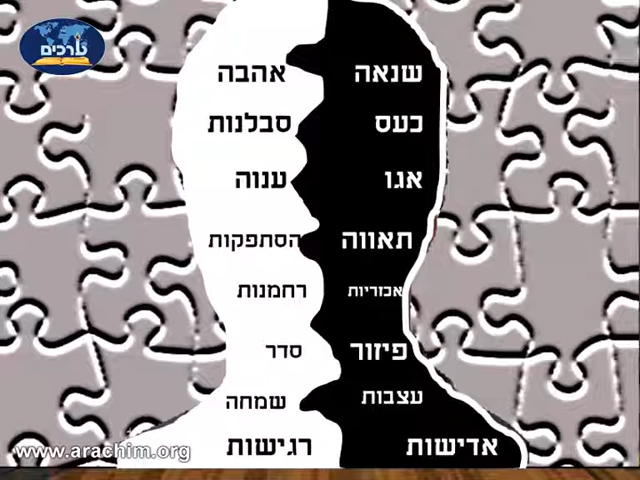 ערכים
שנאה אהבה
כעס סבלנות
אגו ענוה
תאווה הסתפקות
אכזריות רחמנות
פיזור סדר
עצבות שמחה
אדישות רגישות
www.arachim.org